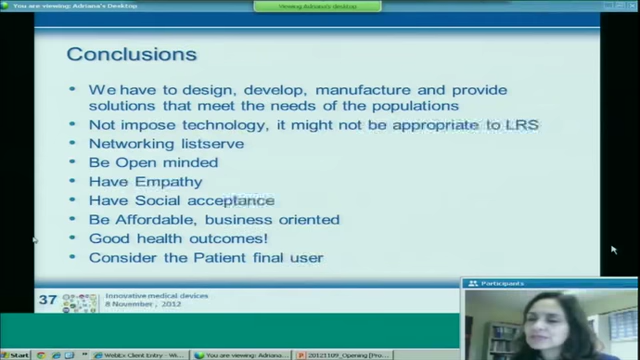 You are viewing: Adriana's Desktop
Viewing Adriana's desktop
Conclusions
• We have to design, develop, manufacture and provide
solutions that meet the needs of the populations
• Not impose technology, it might not be appropriate to LRS
• Networking listserve
• Be Open minded
• Have Empathy
• Have Social acceptance
• Be Affordable, business oriented
• Good health outcomes!
• Consider the Patient final user
37
Innovative medical devices
8 November, 2012
Participants
Start
WebEx Client Entry - Wi...
You are viewing: Adrian...
20121109_Opening [Pro...